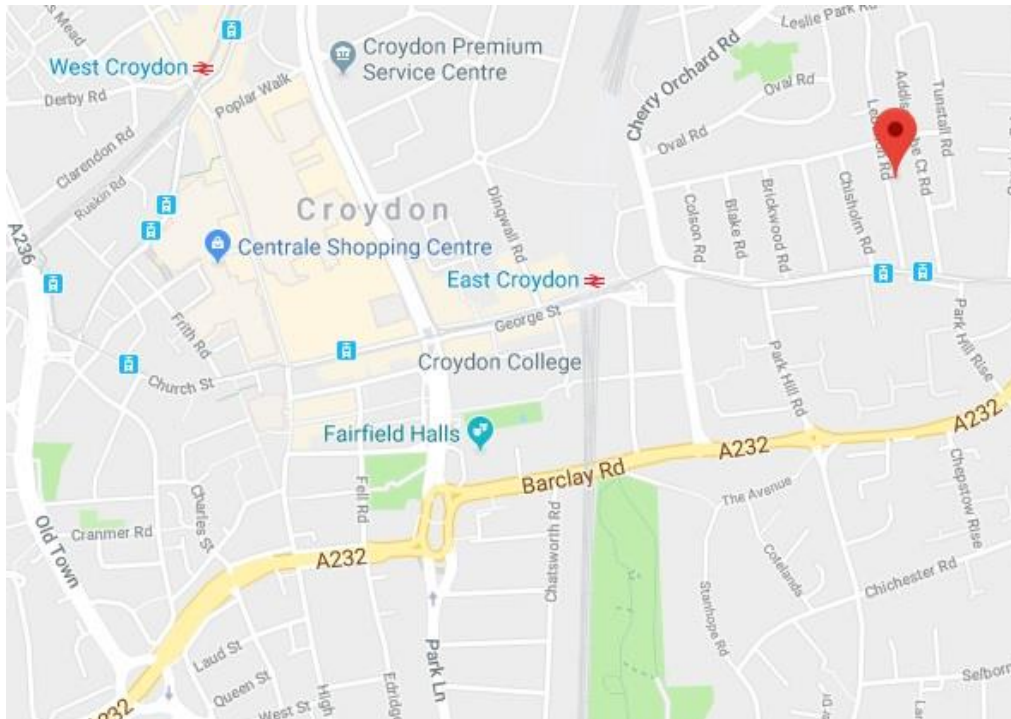 Mead
Leslie Park Rd
Croydon Premium
Service Centre
West Croydon
Derby Rd
Poplar Walk
Cherry Orchard Rd
Oval Rd
Tunstall Rd
Clarendon Rd
Oval Rd
Ct Rd
Ruskin Rd
Chisholm Rd
Croydon
Dingwall Rd
Colson Rd
Blake Rd
Brickwood Rd
A236
Centrale Shopping Centre
East Croydon
George St
Frith Rd
Park Hill Rise
Croydon College
Park Hill Rd
Church St
Fairfield Halls
A232
A232
Barclay Rd
Fell Rd
Charles St
The Avenue
Chepstow Rise
Cranmer Rd
Chatsworth Rd
Old Town
A232
Cotelands
Chichester Rd
Stanhope Rd
Laud St
Park Ln
Queen St
West St
High